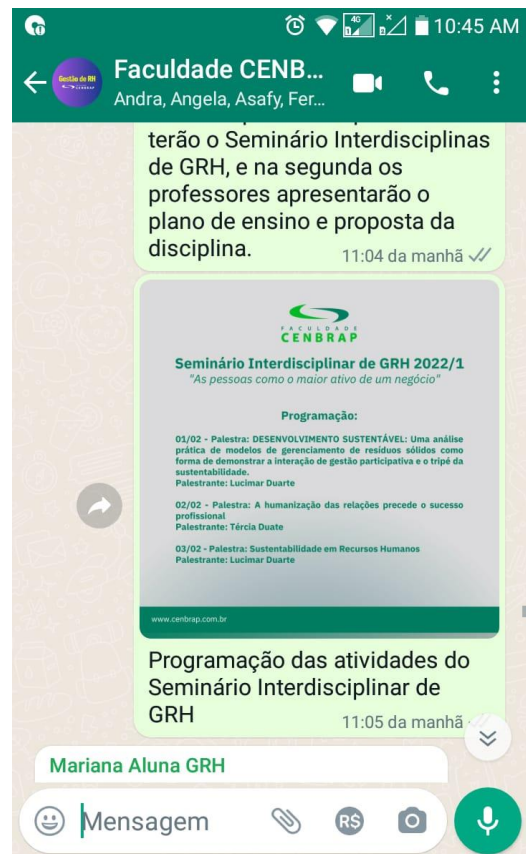 4G
10:45 AM
Gestão de RH
Faculdade CENB...
Andra, Angela, Asafy, Fer...
terão o Seminário Interdisciplinas
de GRH, e na segunda os
professores apresentarão o
plano de ensino e proposta da
disciplina.
11:04 da manhã
FACULDADE
CENBRAP
Seminário Interdisciplinar de GRH 2022/1
"As pessoas como o maior ativo de um negócio"
Programação:
01/02 - Palestra: DESENVOLVIMENTO SUSTENTÁVEL: Uma análise
prática de modelos de gerenciamento de resíduos sólidos como
forma de demonstrar a interação de gestão participativa e o tripé da
sustentabilidade.
Palestrante: Lucimar Duarte
02/02 - Palestra: A humanização das relações precede o sucesso
profissional
Palestrante: Tércia Duate
03/02 - Palestra: Sustentabilidade em Recursos Humanos
Palestrante: Lucimar Duarte
www.cenbrap.com.br
Programação das atividades do
Seminário Interdisciplinar de
GRH
11:05 da manhã
Mariana Aluna GRH
Mensagem
R$